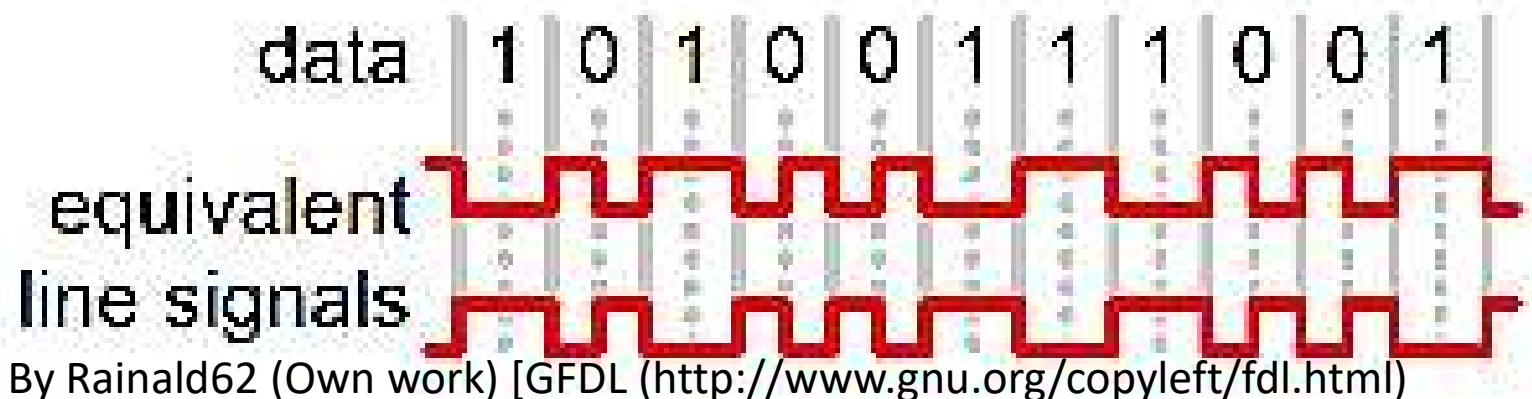 data 1 0 1 0 0 1 1 1 0 0 1
equivalent
line signals
By Rainald62 (Own work) [GFDL (http://www.gnu.org/copyleft/fdl.html)